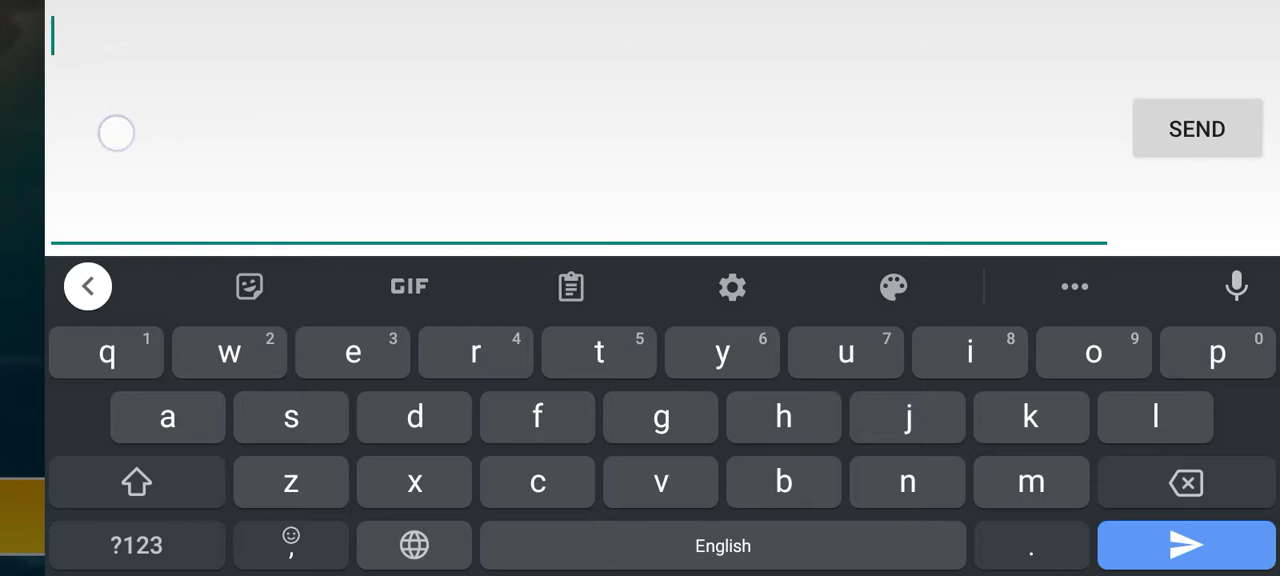 SEND
GIF
q 1 w 2 e 3 r 4 t 5 y 6 u 7 i 8 o 9 p 0
a s d f g h j k l
z x c v b n m
?123 , English .